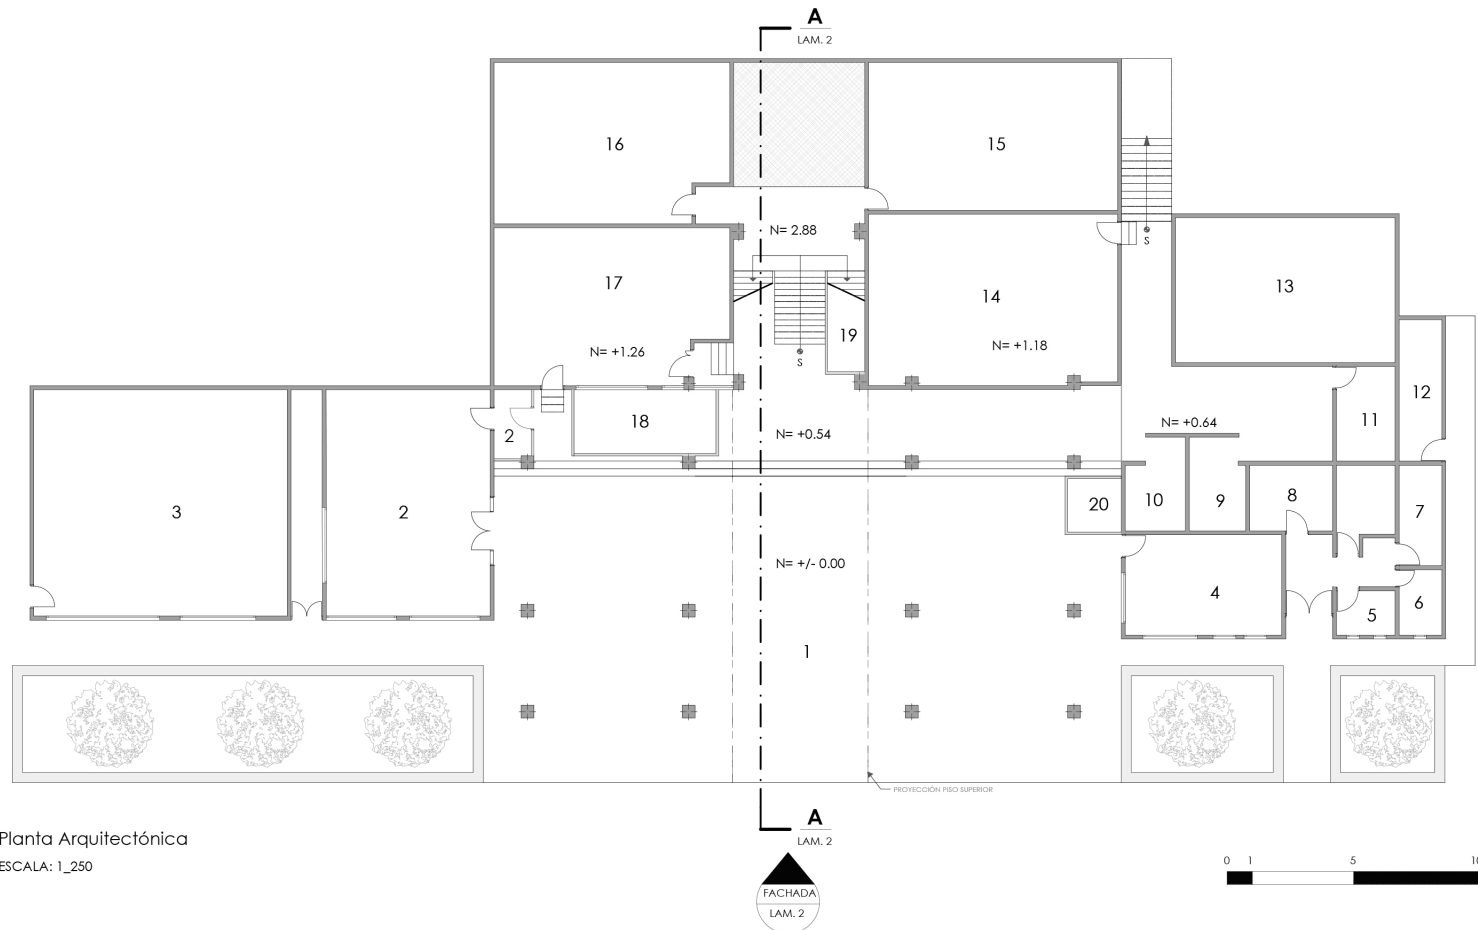 A
LAM. 2
16
15
N= 2.88
S
17
14
13
19
N= +1.26
N= +1.18
S
12
18
2
N= +0.54
N= +0.64
11
3
2
20
10
9
8
7
N= +/- 0.00
4
5
6
1
PROYECCIÓN PISO SUPERIOR
A
LAM. 2
Planta Arquitectónica
ESCALA: 1_250
0 1 5 10
FACHADA
LAM. 2